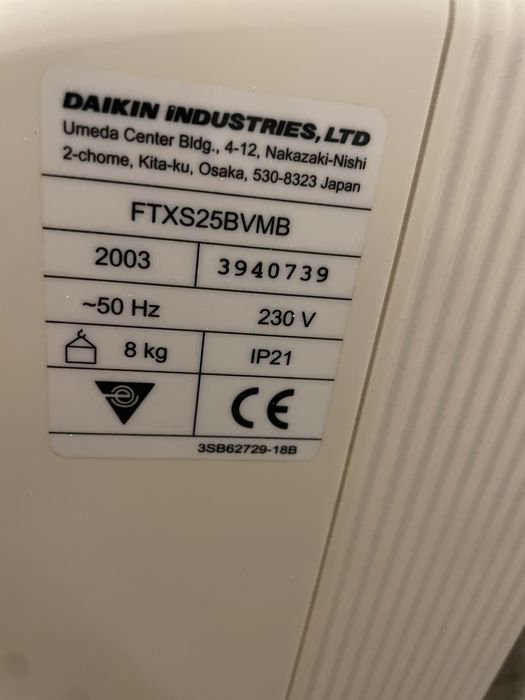 DAIKIN INDUSTRIES, LTD
Umeda Center Bldg., 4-12, Nakazaki-Nishi
2-chome, Kita-ku, Osaka, 530-8323 Japan
FTXS25BVMB
2003 3940739
~50 Hz 230 V
8 kg IP21
e CE
3SB62729-18B